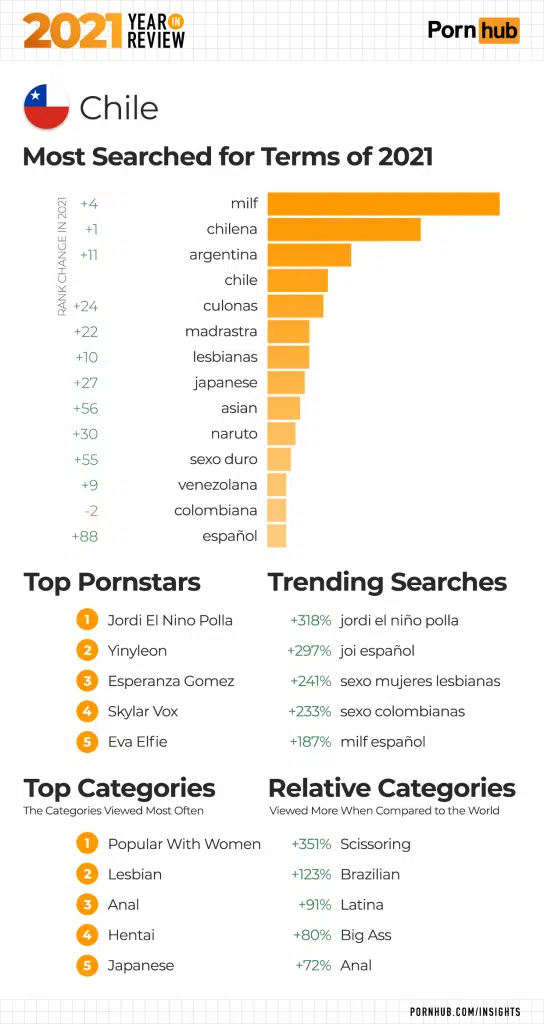 2021 YEAR IN REVIEW
Porn hub
Chile
Most Searched for Terms of 2021
RANK CHANGE IN 2021
+4 milf
+1 chilena
+11 argentina
chile
+24 culonas
+22 madrastra
+10 lesbianas
+27 japanese
+56 asian
+30 naruto
+55 sexo duro
+9 venezolana
-2 colombiana
+88 español
Top Pornstars
1 Jordi El Nino Polla
2 Yinyleon
3 Esperanza Gomez
4 Skylar Vox
5 Eva Elfie
Trending Searches
+318% jordi el niño polla
+297% joi español
+241% sexo mujeres lesbianas
+233% sexo colombianas
+187% milf español
Top Categories
The Categories Viewed Most Often
1 Popular With Women
2 Lesbian
3 Anal
4 Hentai
5 Japanese
Relative Categories
Viewed More When Compared to the World
+351% Scissoring
+123% Brazilian
+91% Latina
+80% Big Ass
+72% Anal
PORNHUB.COM/INSIGHTS